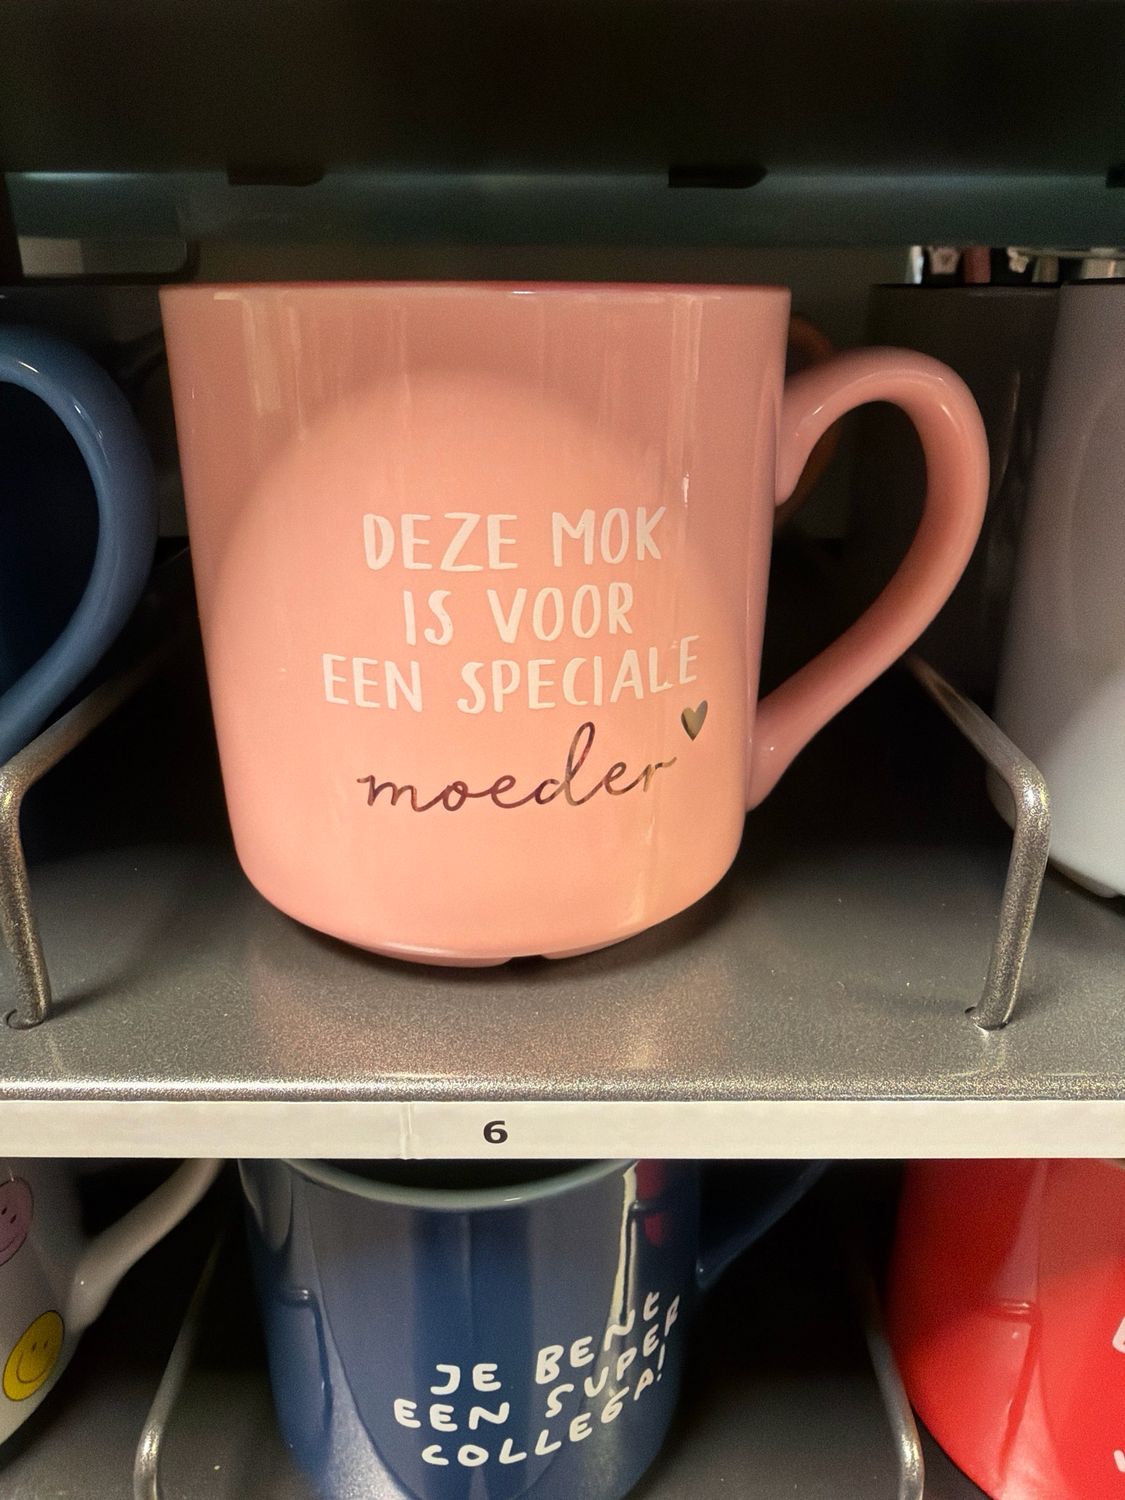 DEZE MOK
IS VOOR
EEN SPECIALE
moeder
6
JE BENt
EEN SUPER
COLLEGA!